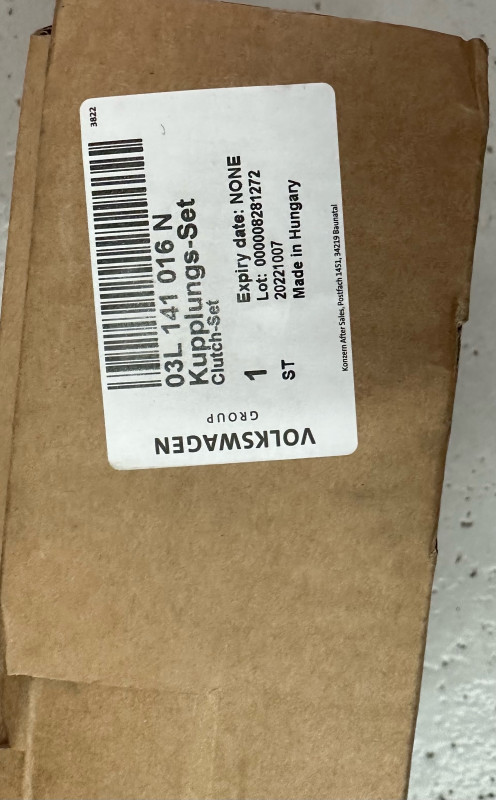 3822
03L 141 016 N
Kupplungs-Set
Clutch-Set
1
ST
Expiry date: NONE
Lot: 000008281272
20221007
Made in Hungary
Konzern After Sales, Postfach 1451, 34219 Baunatal
VOLKSWAGEN
GROUP